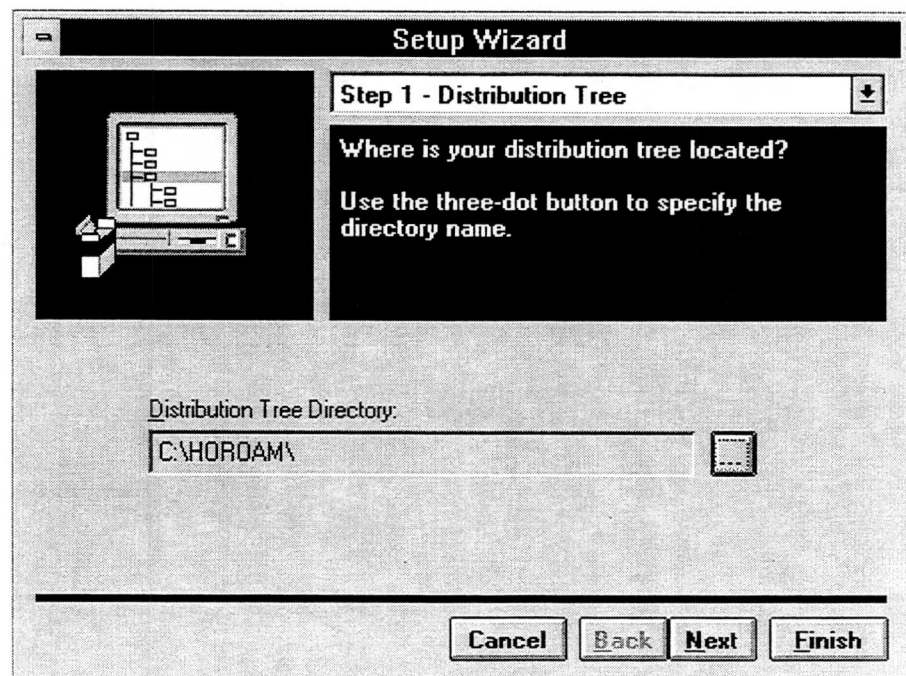 Setup Wizard
Step 1 - Distribution Tree
Where is your distribution tree located?
Use the three-dot button to specify the
directory name.
Distribution Tree Directory:
C:\HOROAM\
...
Cancel Back Next Finish